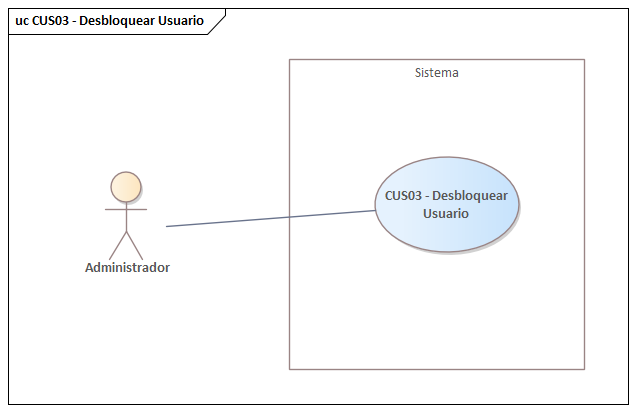 uc CUS03 - Desbloquear Usuario
Sistema
CUS03 - Desbloquear
Usuario
Administrador